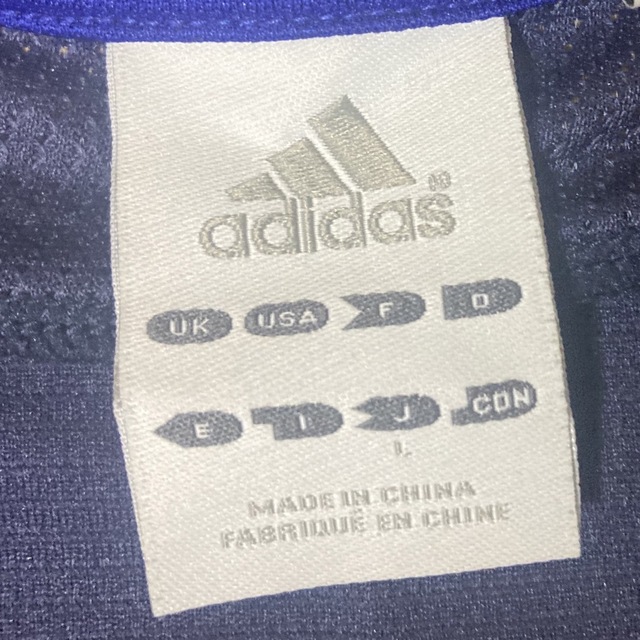 adidas®
UK USA F D
E I J CDN
L
MADE IN CHINA
FABRIQUÉ EN CHINE